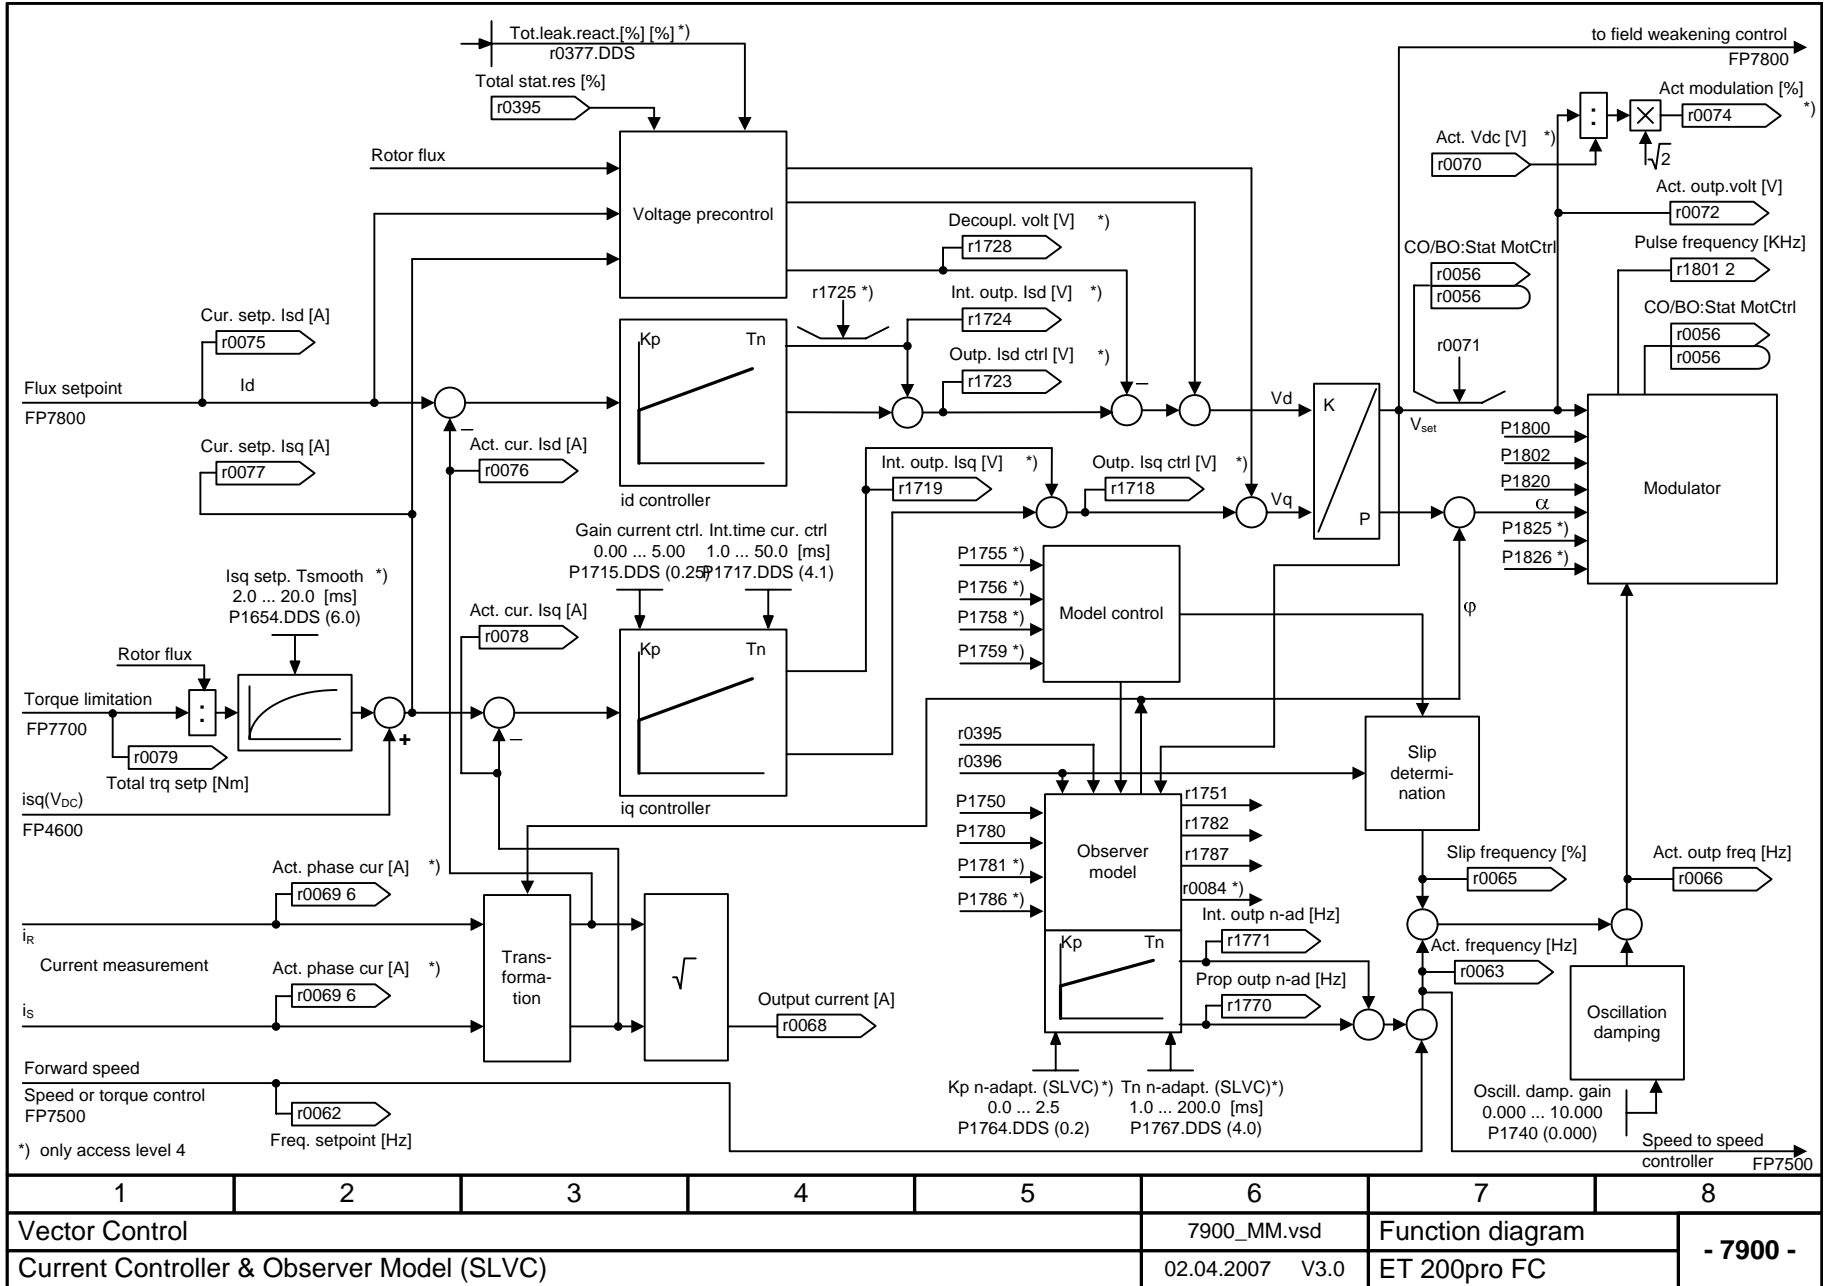 Tot.leak.react.[%] [%] *)
r0377.DDS
Total stat.res [%]
r0395
Rotor flux
Voltage precontrol
to field weakening control
FP7800
Act modulation [%]
r0074
*)
:
×
√2
Act. Vdc [V] *)
r0070
Act. outp.volt [V]
r0072
Pulse frequency [KHz]
r1801 2
CO/BO:Stat MotCtrl
r0056
r0056
CO/BO:Stat MotCtrl
r0056
r0056
r0071
Decoupl. volt [V] *)
r1728
r1725 *)
Int. outp. Isd [V] *)
r1724
Outp. Isd ctrl [V] *)
r1723
Cur. setp. Isd [A]
r0075
Flux setpoint
Id
FP7800
Cur. setp. Isq [A]
r0077
–
Act. cur. Isd [A]
r0076
Kp Tn
id controller
–
Vd
K
P
Vset
Vq
Int. outp. Isq [V] *)
r1719
Outp. Isq ctrl [V] *)
r1718
P1800
P1802
P1820
α
P1825 *)
P1826 *)
Modulator
φ
Gain current ctrl.
0.00 ... 5.00
P1715.DDS (0.25)
Int.time cur. ctrl
1.0 ... 50.0 [ms]
P1717.DDS (4.1)
Isq setp. Tsmooth *)
2.0 ... 20.0 [ms]
P1654.DDS (6.0)
Act. cur. Isq [A]
r0078
Kp Tn
iq controller
Rotor flux
Torque limitation
FP7700
:
+
–
r0079
Total trq setp [Nm]
isq(VDC)
FP4600
P1755 *)
P1756 *)
P1758 *)
P1759 *)
Model control
r0395
r0396
P1750
P1780
P1781 *)
P1786 *)
Observer
model
r1751
r1782
r1787
r0084 *)
Kp Tn
Int. outp n-ad [Hz]
r1771
Prop outp n-ad [Hz]
r1770
Slip
determi-
nation
Slip frequency [%]
r0065
Act. outp freq [Hz]
r0066
Act. frequency [Hz]
r0063
Oscillation
damping
Oscill. damp. gain
0.000 ... 10.000
P1740 (0.000)
Kp n-adapt. (SLVC)*)
0.0 ... 2.5
P1764.DDS (0.2)
Tn n-adapt. (SLVC)*)
1.0 ... 200.0 [ms]
P1767.DDS (4.0)
Act. phase cur [A] *)
r0069 6
iR
Current measurement
Act. phase cur [A] *)
r0069 6
iS
Trans-
forma-
tion
√
Output current [A]
r0068
Forward speed
Speed or torque control
FP7500
r0062
Freq. setpoint [Hz]
*) only access level 4
Speed to speed
controller
FP7500
1 2 3 4 5 6 7 8
Vector Control
7900_MM.vsd
Function diagram
- 7900 -
Current Controller & Observer Model (SLVC)
02.04.2007 V3.0
ET 200pro FC